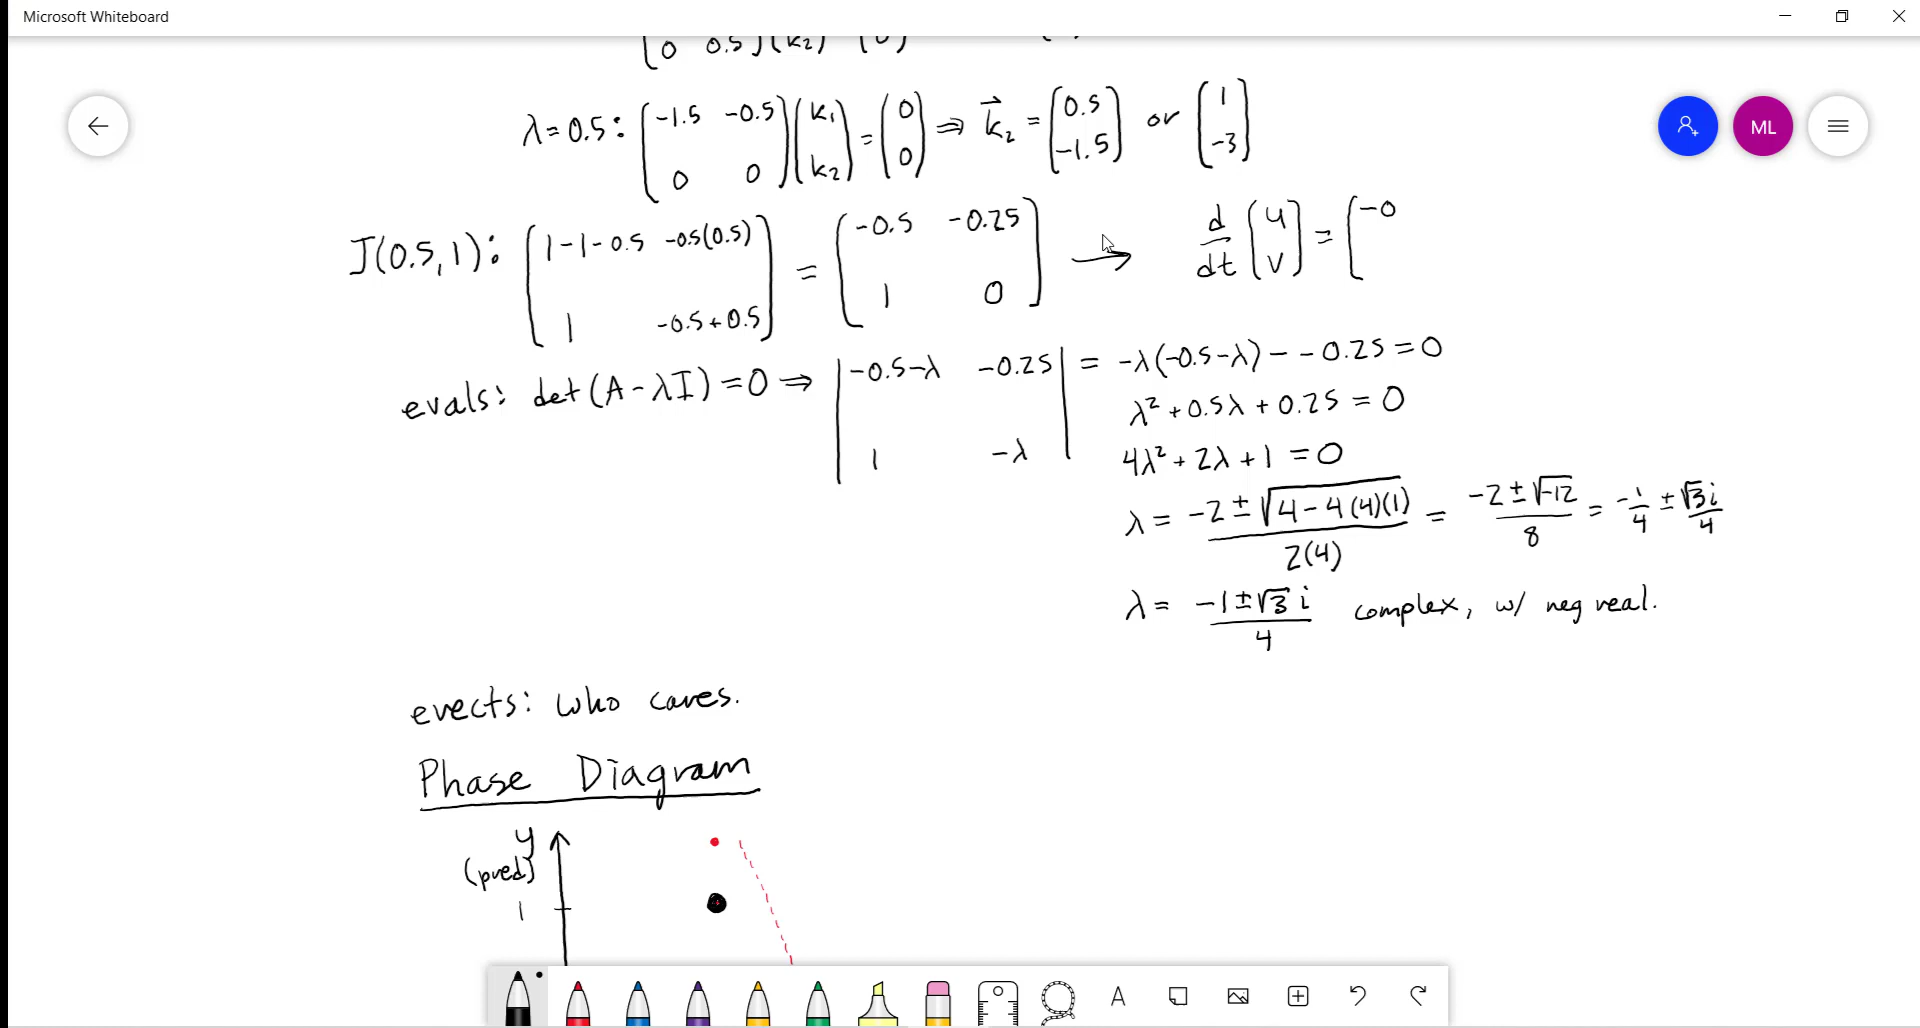 Microsoft Whiteboard
0 0.5 k₂ 0
λ=0.5: (-1.5 -0.5; 0 0)(k₁; k₂) = (0; 0) ⇒ k⃗₂ = (0.5; -1.5) or (1; -3)
ML
J(0.5, 1): (1-1-0.5 -0.5(0.5); 1 -0.5+0.5) = (-0.5 -0.25; 1 0) → d/dt (u; v) = (-0
evals: det(A-λI)=0 ⇒ |-0.5-λ -0.25; 1 -λ| = -λ(-0.5-λ) - -0.25 = 0
λ² + 0.5λ + 0.25 = 0
4λ² + 2λ + 1 = 0
λ = (-2 ± √(4-4(4)(1)))/2(4) = (-2 ± √-12)/8 = -1/4 ± √3i/4
λ = (-1 ± √3 i)/4 complex, w/ neg real.
evects: who cares.
Phase Diagram
y
(pred)
1
A